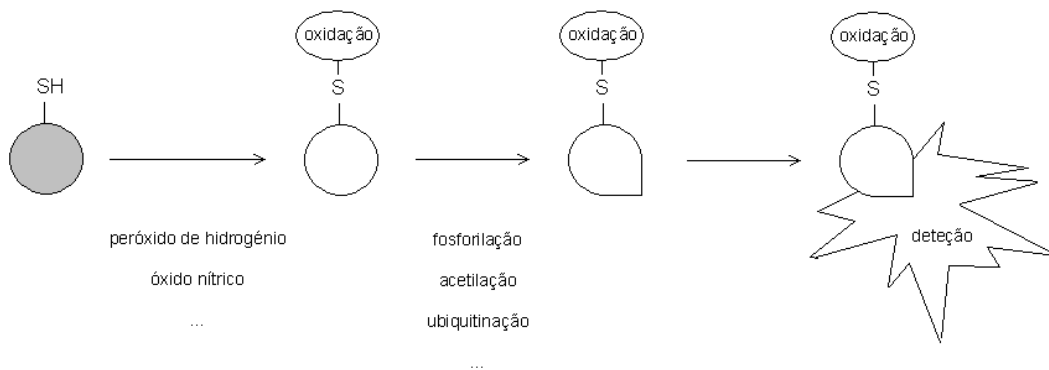 oxidação
oxidação
oxidação
SH
S
S
S
peróxido de hidrogénio
fosforilação
deteção
óxido nítrico
acetilação
...
ubiquitinação
...